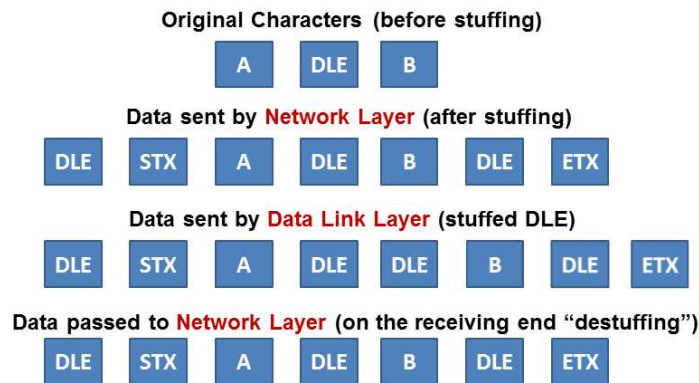 Original Characters (before stuffing)
A DLE B
Data sent by Network Layer (after stuffing)
DLE STX A DLE B DLE ETX
Data sent by Data Link Layer (stuffed DLE)
DLE STX A DLE DLE B DLE ETX
Data passed to Network Layer (on the receiving end “destuffing”)
DLE STX A DLE B DLE ETX